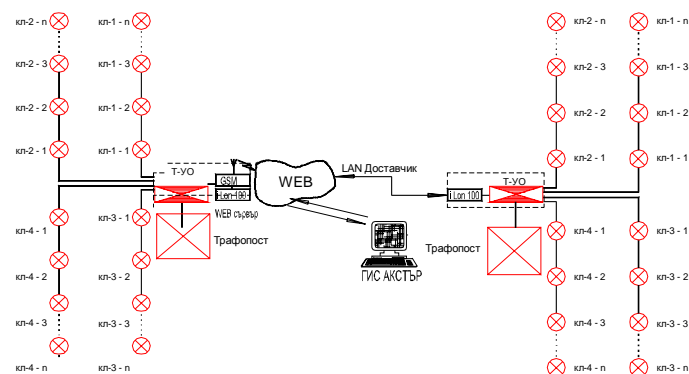 кл-2 - n
кл-1 - n
кл-2 - n
кл-1 - n
кл-2 - 3
кл-1 - 3
кл-2 - 3
кл-1 - 3
кл-2 - 2
кл-1 - 2
кл-2 - 2
кл-1 - 2
кл-2 - 1
кл-1 - 1
кл-2 - 1
кл-1 - 1
Т-УО
GSM
i-Lon-100
WEB сървър
WEB
LAN Доставчик
i Lon 100
Т-УО
кл-4 - 1
кл-3 - 1
Трафопост
ГИС АКСТЪР
Трафопост
кл-4 - 1
кл-3 - 1
кл-4 - 2
кл-3 - 2
кл-4 - 2
кл-3 - 2
кл-4 - 3
кл-3 - 3
кл-4 - 3
кл-3 - 3
кл-4 - n
кл-3 - n
кл-4 - n
кл-3 - n